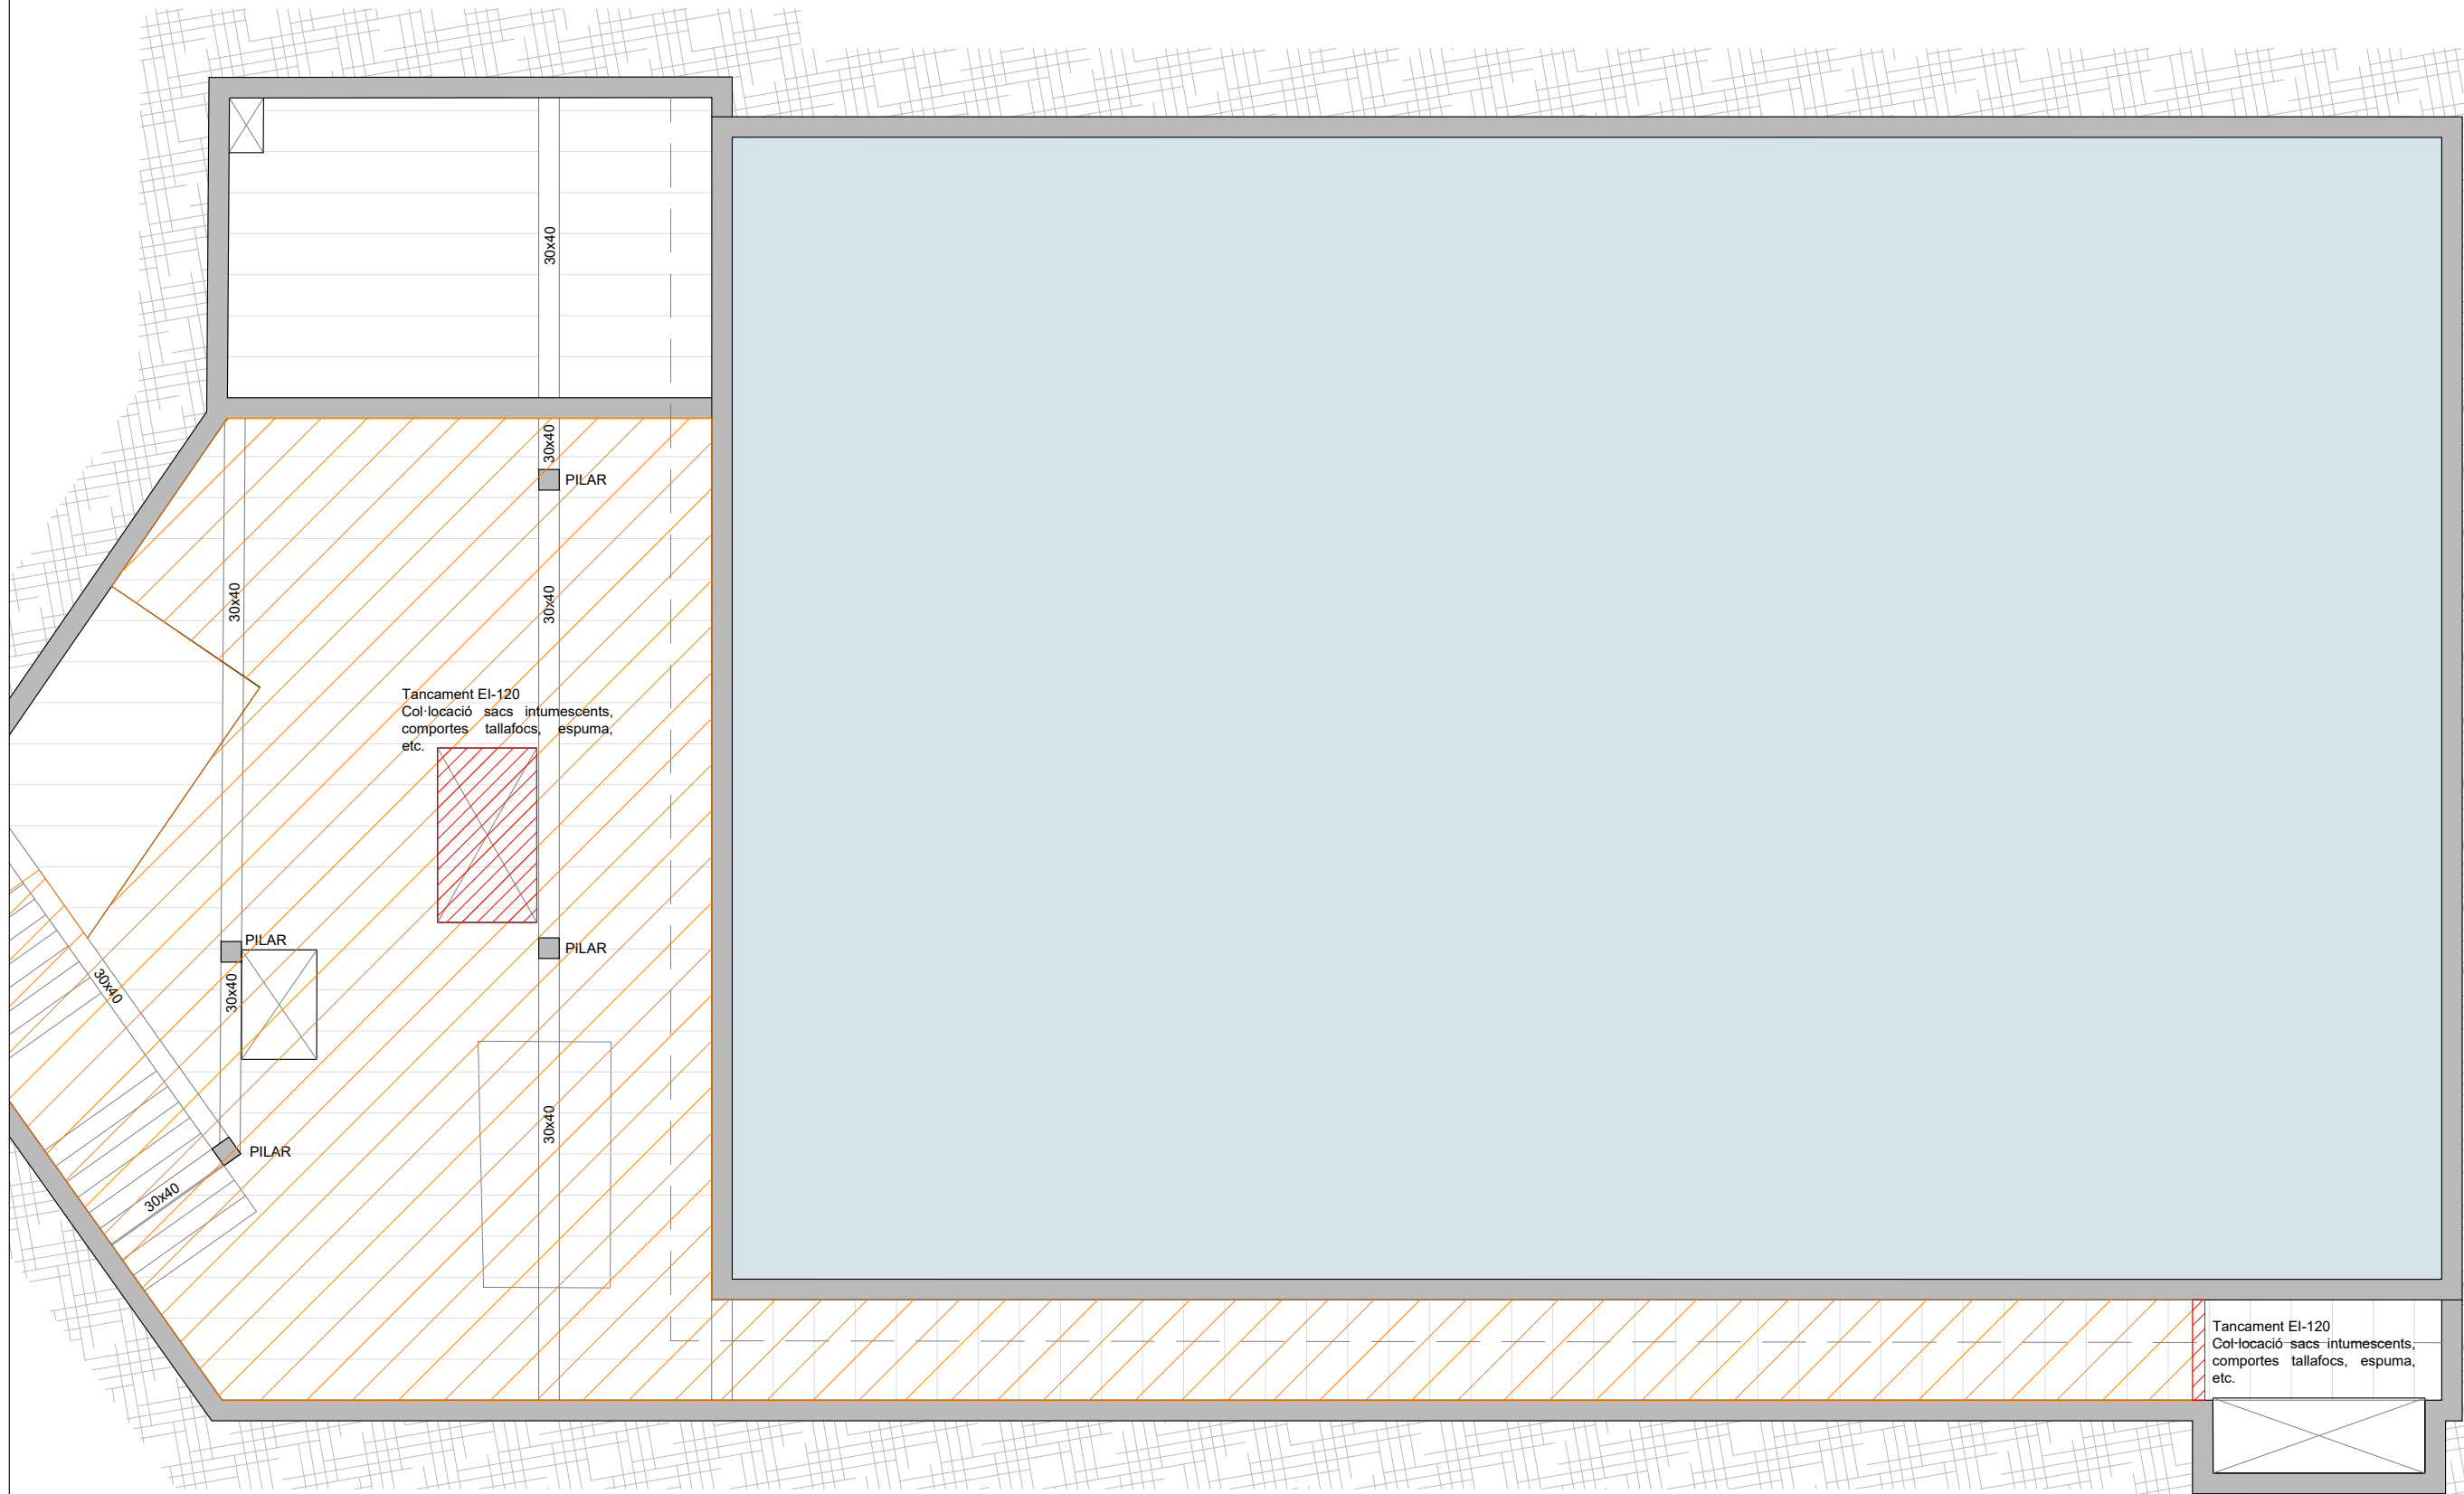 30x40
30x40
PILAR
30x40
30x40
Tancament EI-120
Col·locació sacs intumescents,
comportes tallafocs, espuma,
etc.
PILAR
PILAR
30x40
30x40
30x40
PILAR
30x40
Tancament EI-120
Col·locació sacs intumescents,
comportes tallafocs, espuma,
etc.